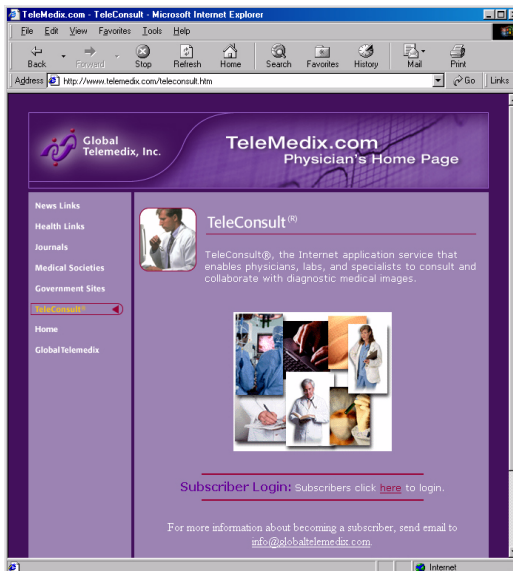 TeleMedix.com - TeleConsult - Microsoft Internet Explorer
File Edit View Favorites Tools Help
Back Forward Stop Refresh Home Search Favorites History Mail Print
Address http://www.telemedix.com/teleconsult.htm Go Links
Global
Telemedix, Inc.
TeleMedix.com
Physician's Home Page
News Links
Health Links
Journals
Medical Societies
Government Sites
TeleConsult®
Home
GlobalTelemedix
TeleConsult(R)
TeleConsult®, the Internet application service that
enables physicians, labs, and specialists to consult and
collaborate with diagnostic medical images.
Subscriber Login: Subscribers click here to login.
For more information about becoming a subscriber, send email to
info@globaltelemedix.com.
Internet